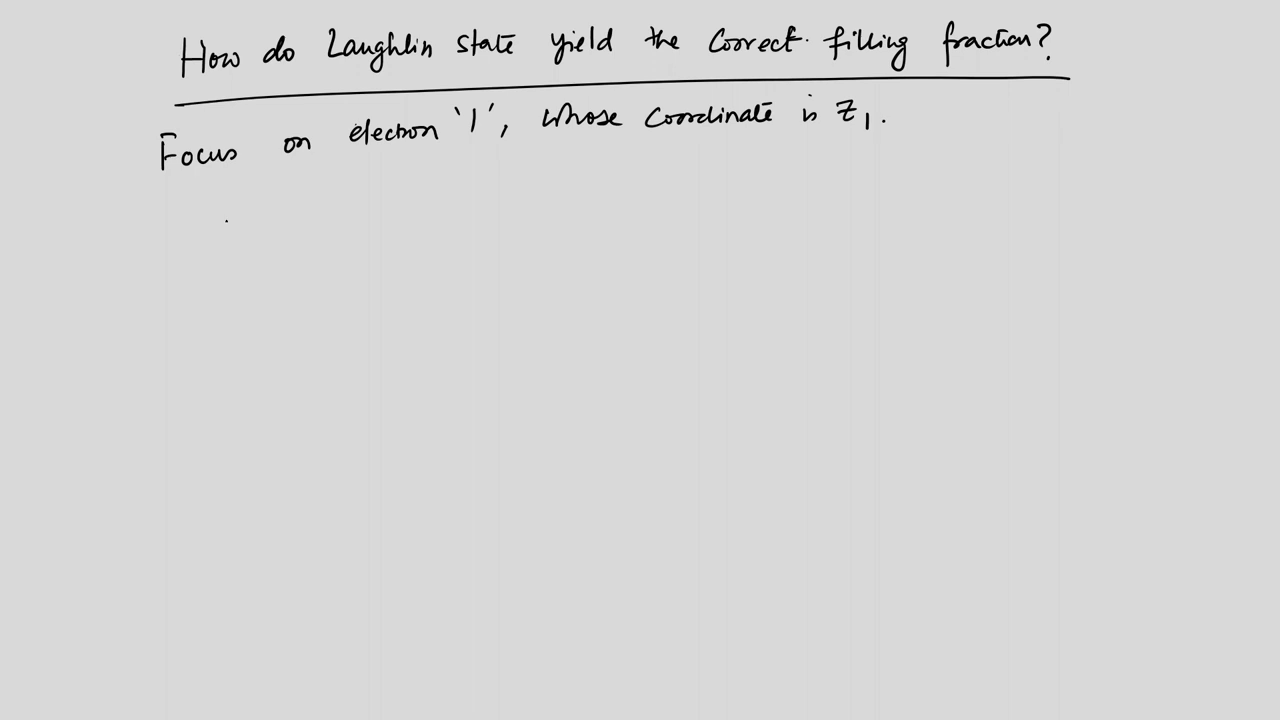 How do Laughlin state yield the correct filling fraction?
Focus on electron '1', whose coordinate is z₁.